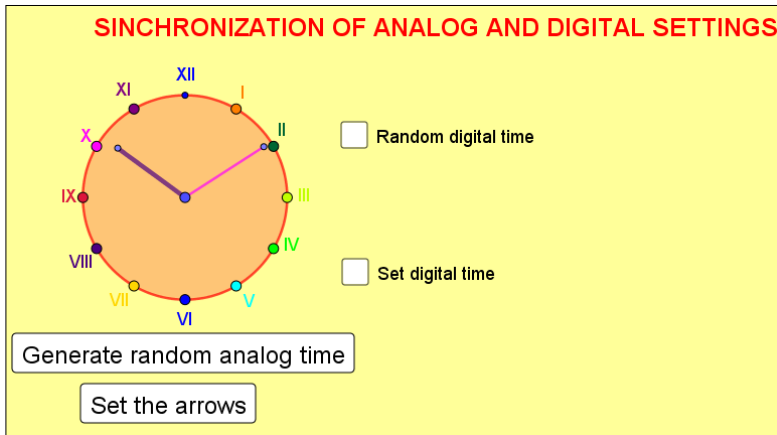 SINCHRONIZATION OF ANALOG AND DIGITAL SETTINGS
XII
XI
I
X
II
Random digital time
IX
III
VIII
IV
Set digital time
VII
V
VI
Generate random analog time
Set the arrows